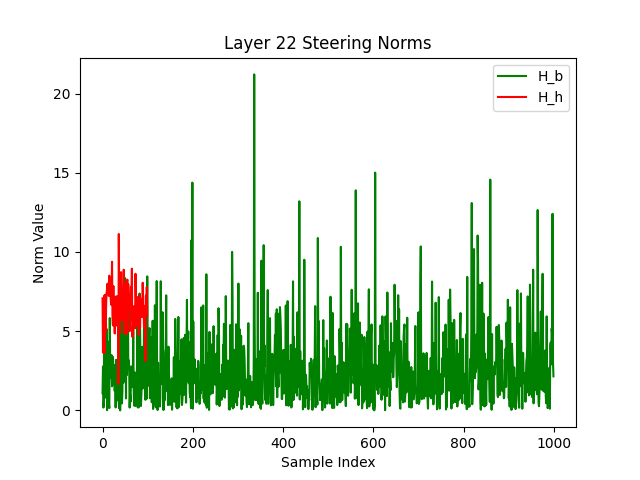 Layer 22 Steering Norms
H_b
H_h
Norm Value
20
15
10
5
0
0 200 400 600 800 1000
Sample Index